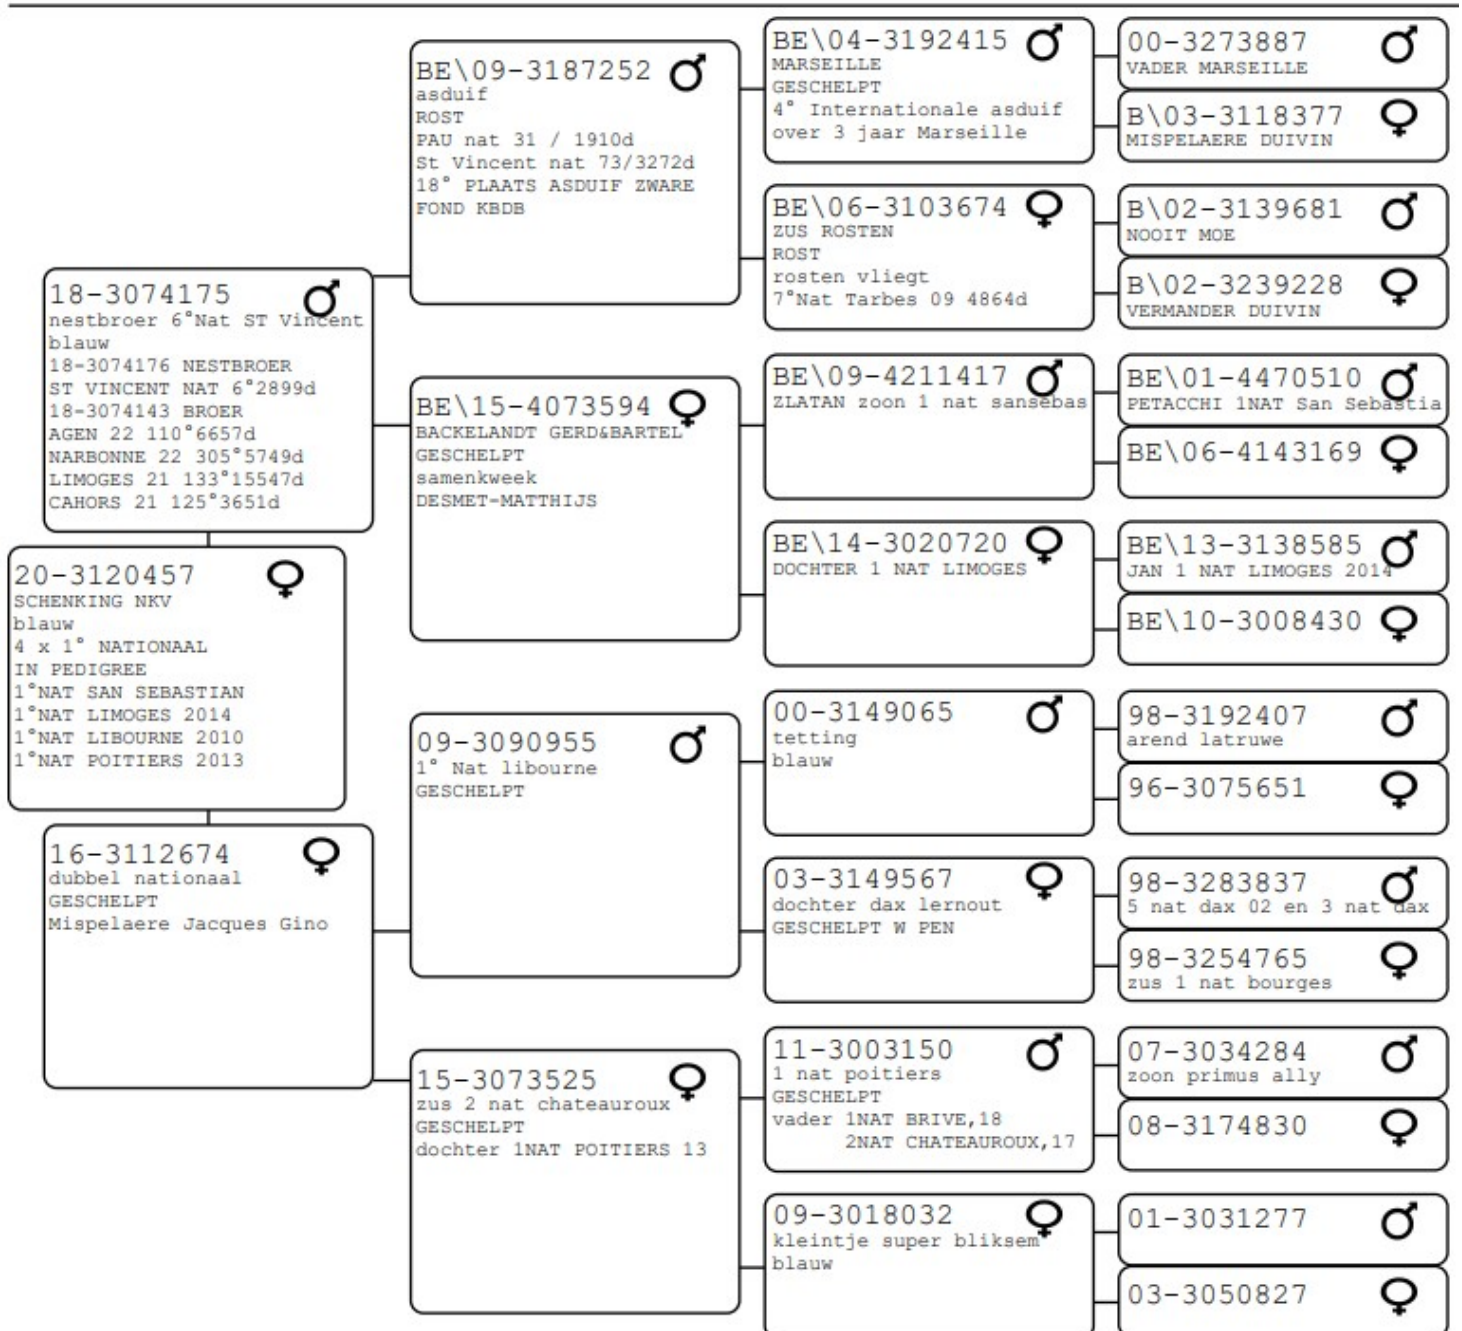 20-3120457
SCHENKING NKV
blauw
4 x 1° NATIONAAL
IN PEDIGREE
1°NAT SAN SEBASTIAN
1°NAT LIMOGES 2014
1°NAT LIBOURNE 2010
1°NAT POITIERS 2013
18-3074175
nestbroer 6°Nat ST Vincent
blauw
18-3074176 NESTBROER
ST VINCENT NAT 6°2899d
18-3074143 BROER
AGEN 22 110°6657d
NARBONNE 22 305°5749d
LIMOGES 21 133°15547d
CAHORS 21 125°3651d
16-3112674
dubbel nationaal
GESCHELPT
Mispelaere Jacques Gino
BE\09-3187252
asduif
ROST
PAU nat 31 / 1910d
St Vincent nat 73/3272d
18° PLAATS ASDUIF ZWARE
FOND KBDB
BE\15-4073594
BACKELANDT GERD&BARTEL
GESCHELPT
samenkweek
DESMET-MATTHIJS
09-3090955
1° Nat libourne
GESCHELPT
15-3073525
zus 2 nat chateauroux
GESCHELPT
dochter 1NAT POITIERS 13
BE\04-3192415
MARSEILLE
GESCHELPT
4° Internationale asduif
over 3 jaar Marseille
BE\06-3103674
ZUS ROSTEN
ROST
rosten vliegt
7°Nat Tarbes 09 4864d
BE\09-4211417
ZLATAN zoon 1 nat sansebas
BE\14-3020720
DOCHTER 1 NAT LIMOGES
00-3149065
tetting
blauw
03-3149567
dochter dax lernout
GESCHELPT W PEN
11-3003150
1 nat poitiers
GESCHELPT
vader 1NAT BRIVE,18
2NAT CHATEAUROUX,17
09-3018032
kleintje super bliksem
blauw
00-3273887
VADER MARSEILLE
B\03-3118377
MISPELAERE DUIVIN
B\02-3139681
NOOIT MOE
B\02-3239228
VERMANDER DUIVIN
BE\01-4470510
PETACCHI 1NAT San Sebastia
BE\06-4143169
BE\13-3138585
JAN 1 NAT LIMOGES 2014
BE\10-3008430
98-3192407
arend latruwe
96-3075651
98-3283837
5 nat dax 02 en 3 nat dax
98-3254765
zus 1 nat bourges
07-3034284
zoon primus ally
08-3174830
01-3031277
03-3050827